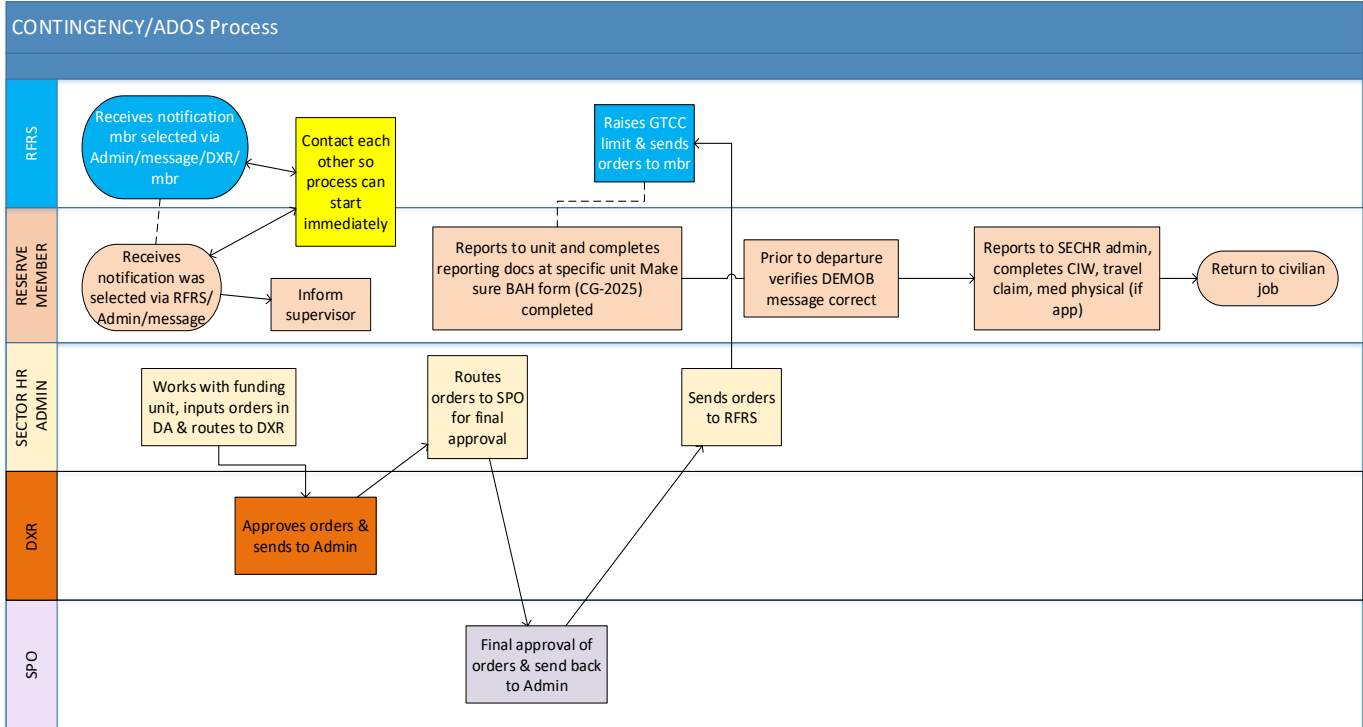 CONTINGENCY/ADOS Process
RFRS
Receives notification
mbr selected via
Admin/message/DXR/
mbr
Contact each
other so
process can
start
immediately
Raises GTCC
limit & sends
orders to mbr
RESERVE
MEMBER
Receives
notification was
selected via RFRS/
Admin/message
Inform
supervisor
Reports to unit and completes
reporting docs at specific unit Make
sure BAH form (CG-2025)
completed
Prior to departure
verifies DEMOB
message correct
Reports to SECHR admin,
completes CIW, travel
claim, med physical (if
app)
Return to civilian
job
SECTOR HR
ADMIN
Works with funding
unit, inputs orders in
DA & routes to DXR
Routes
orders to SPO
for final
approval
Sends orders
to RFRS
DXR
Approves orders &
sends to Admin
SPO
Final approval of
orders & send back
to Admin